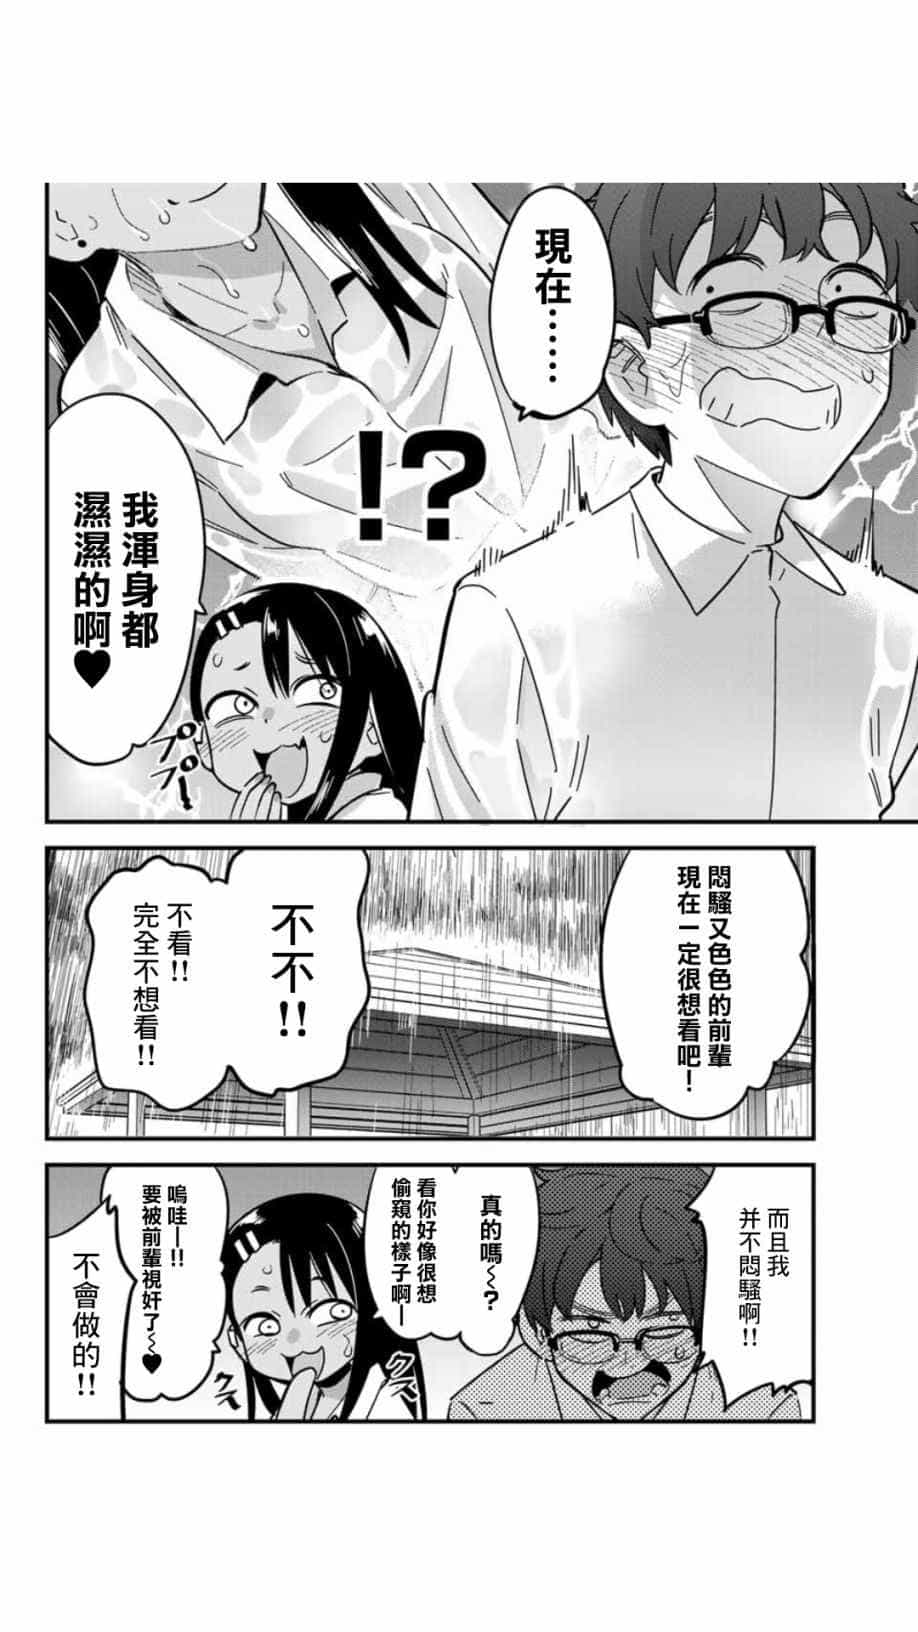 現在……
!?
我渾身都
濕濕的啊♥
プププー
悶騷又色色的前輩
現在一定很想看吧!
不不!!
不看!!
完全不想看!!
而且我
并不悶騷啊!!
真的嗎~?
看你好像很想
偷窺的樣子啊ー
クスクス
嗚哇ー!!
要被前輩視奸了~♥
不會做的!!